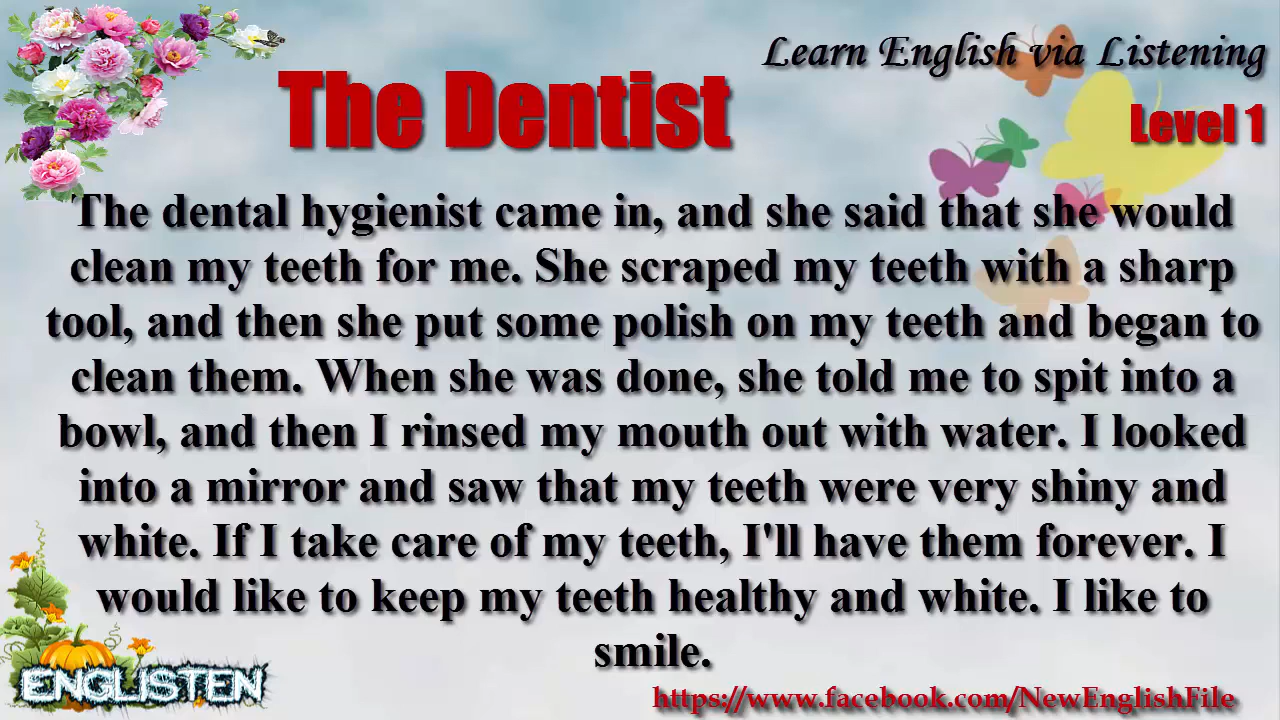 Learn English via Listening
The Dentist
Level 1
The dental hygienist came in, and she said that she would
clean my teeth for me. She scraped my teeth with a sharp
tool, and then she put some polish on my teeth and began to
clean them. When she was done, she told me to spit into a
bowl, and then I rinsed my mouth out with water. I looked
into a mirror and saw that my teeth were very shiny and
white. If I take care of my teeth, I'll have them forever. I
would like to keep my teeth healthy and white. I like to
smile.
ENGLISTEN
https://www.facebook.com/NewEnglishFile